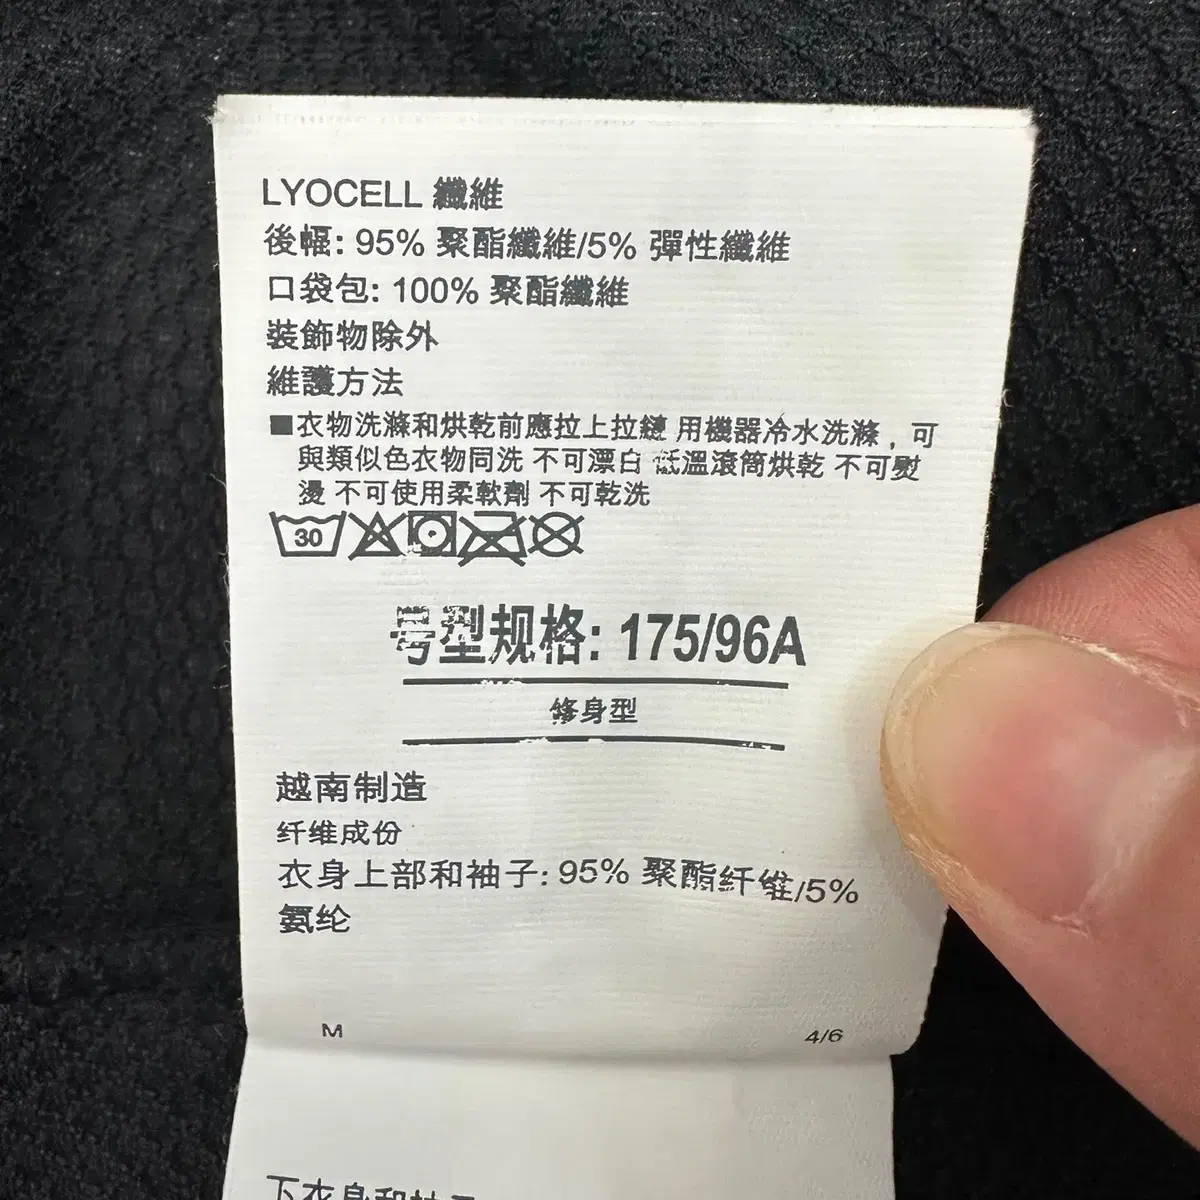 LYOCELL 纖維
後幅: 95% 聚酯纖維/5% 彈性纖維
口袋包: 100% 聚酯纖維
裝飾物除外
維護方法
■衣物洗滌和烘乾前應拉上拉鏈 用機器冷水洗滌，可
與類似色衣物同洗 不可漂白 低溫滾筒烘乾 不可熨
燙 不可使用柔軟劑 不可乾洗
30
号型规格: 175/96A
修身型
越南制造
纤维成份
衣身上部和袖子: 95% 聚酯纤维/5%
氨纶
M 4/6
下衣身和袖子